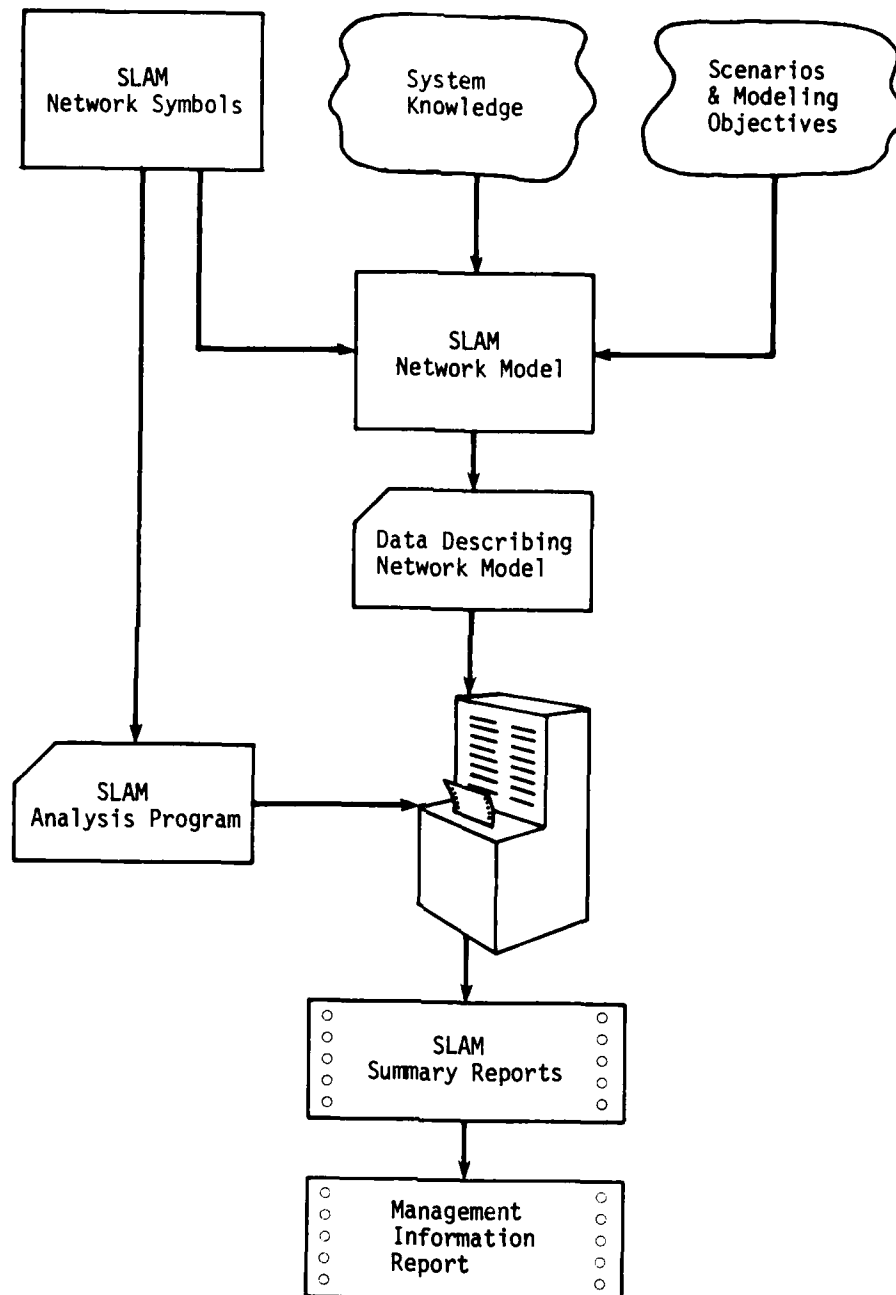 SLAM
Network Symbols
System
Knowledge
Scenarios
& Modeling
Objectives
SLAM
Network Model
Data Describing
Network Model
SLAM
Analysis Program
SLAM
Summary Reports
Management
Information
Report